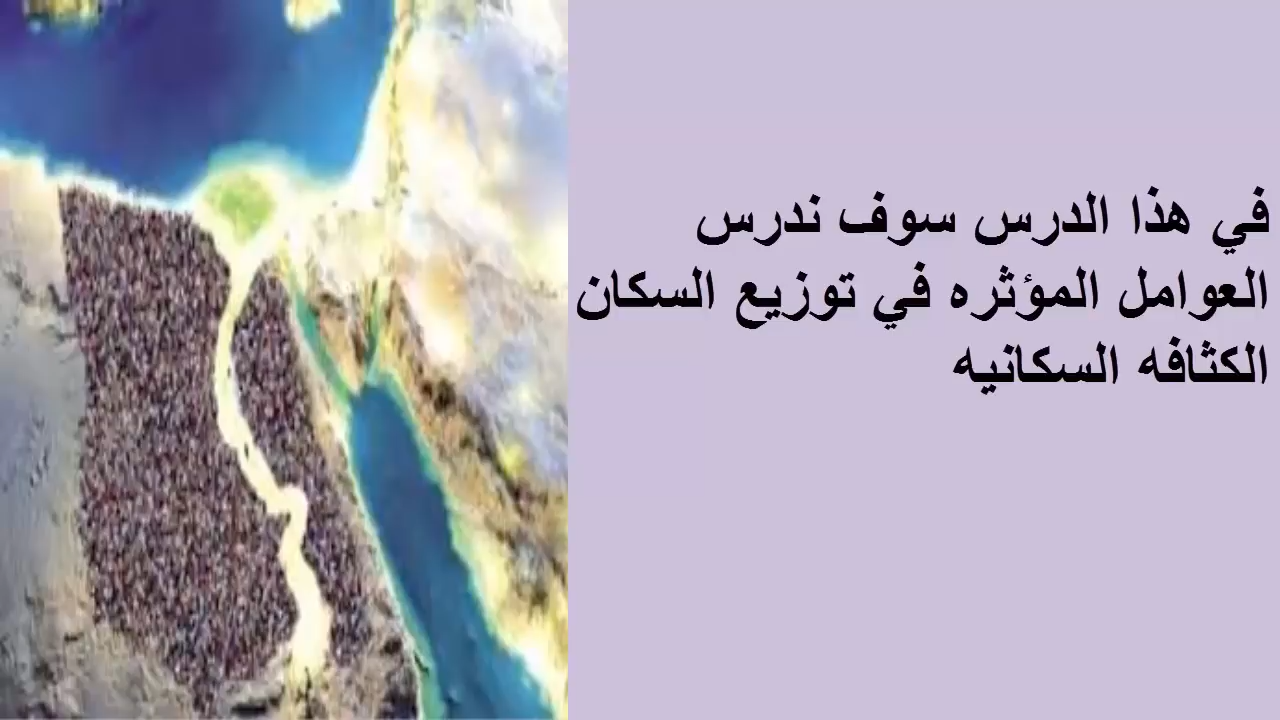 في هذا الدرس سوف ندرس
العوامل المؤثره في توزيع السكان
الكثافه السكانيه